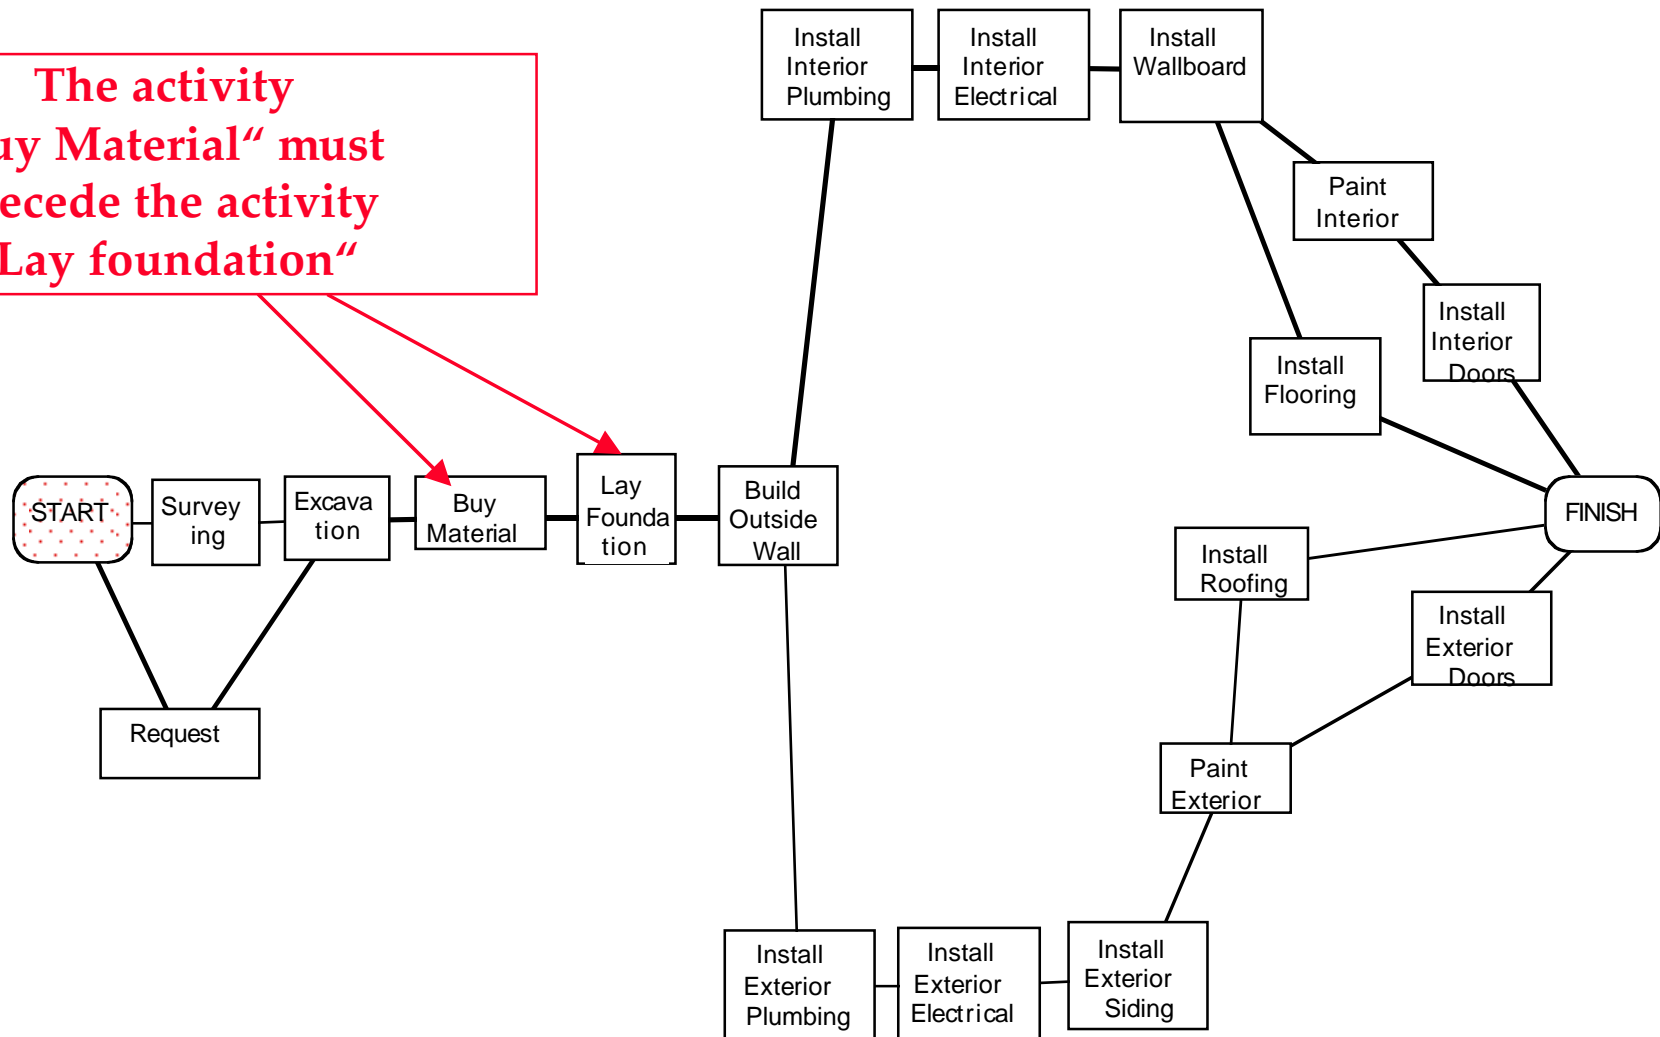 The activity
uy Material“ must
ecede the activity
Lay foundation“
Install
Interior
Plumbing
Install
Interior
Electrical
Install
Wallboard
Paint
Interior
Install
Interior
Doors
Install
Flooring
START
Survey
ing
Excava
tion
Buy
Material
Lay
Founda
tion
Build
Outside
Wall
FINISH
Install
Roofing
Install
Exterior
Doors
Request
Paint
Exterior
Install
Exterior
Plumbing
Install
Exterior
Electrical
Install
Exterior
Siding